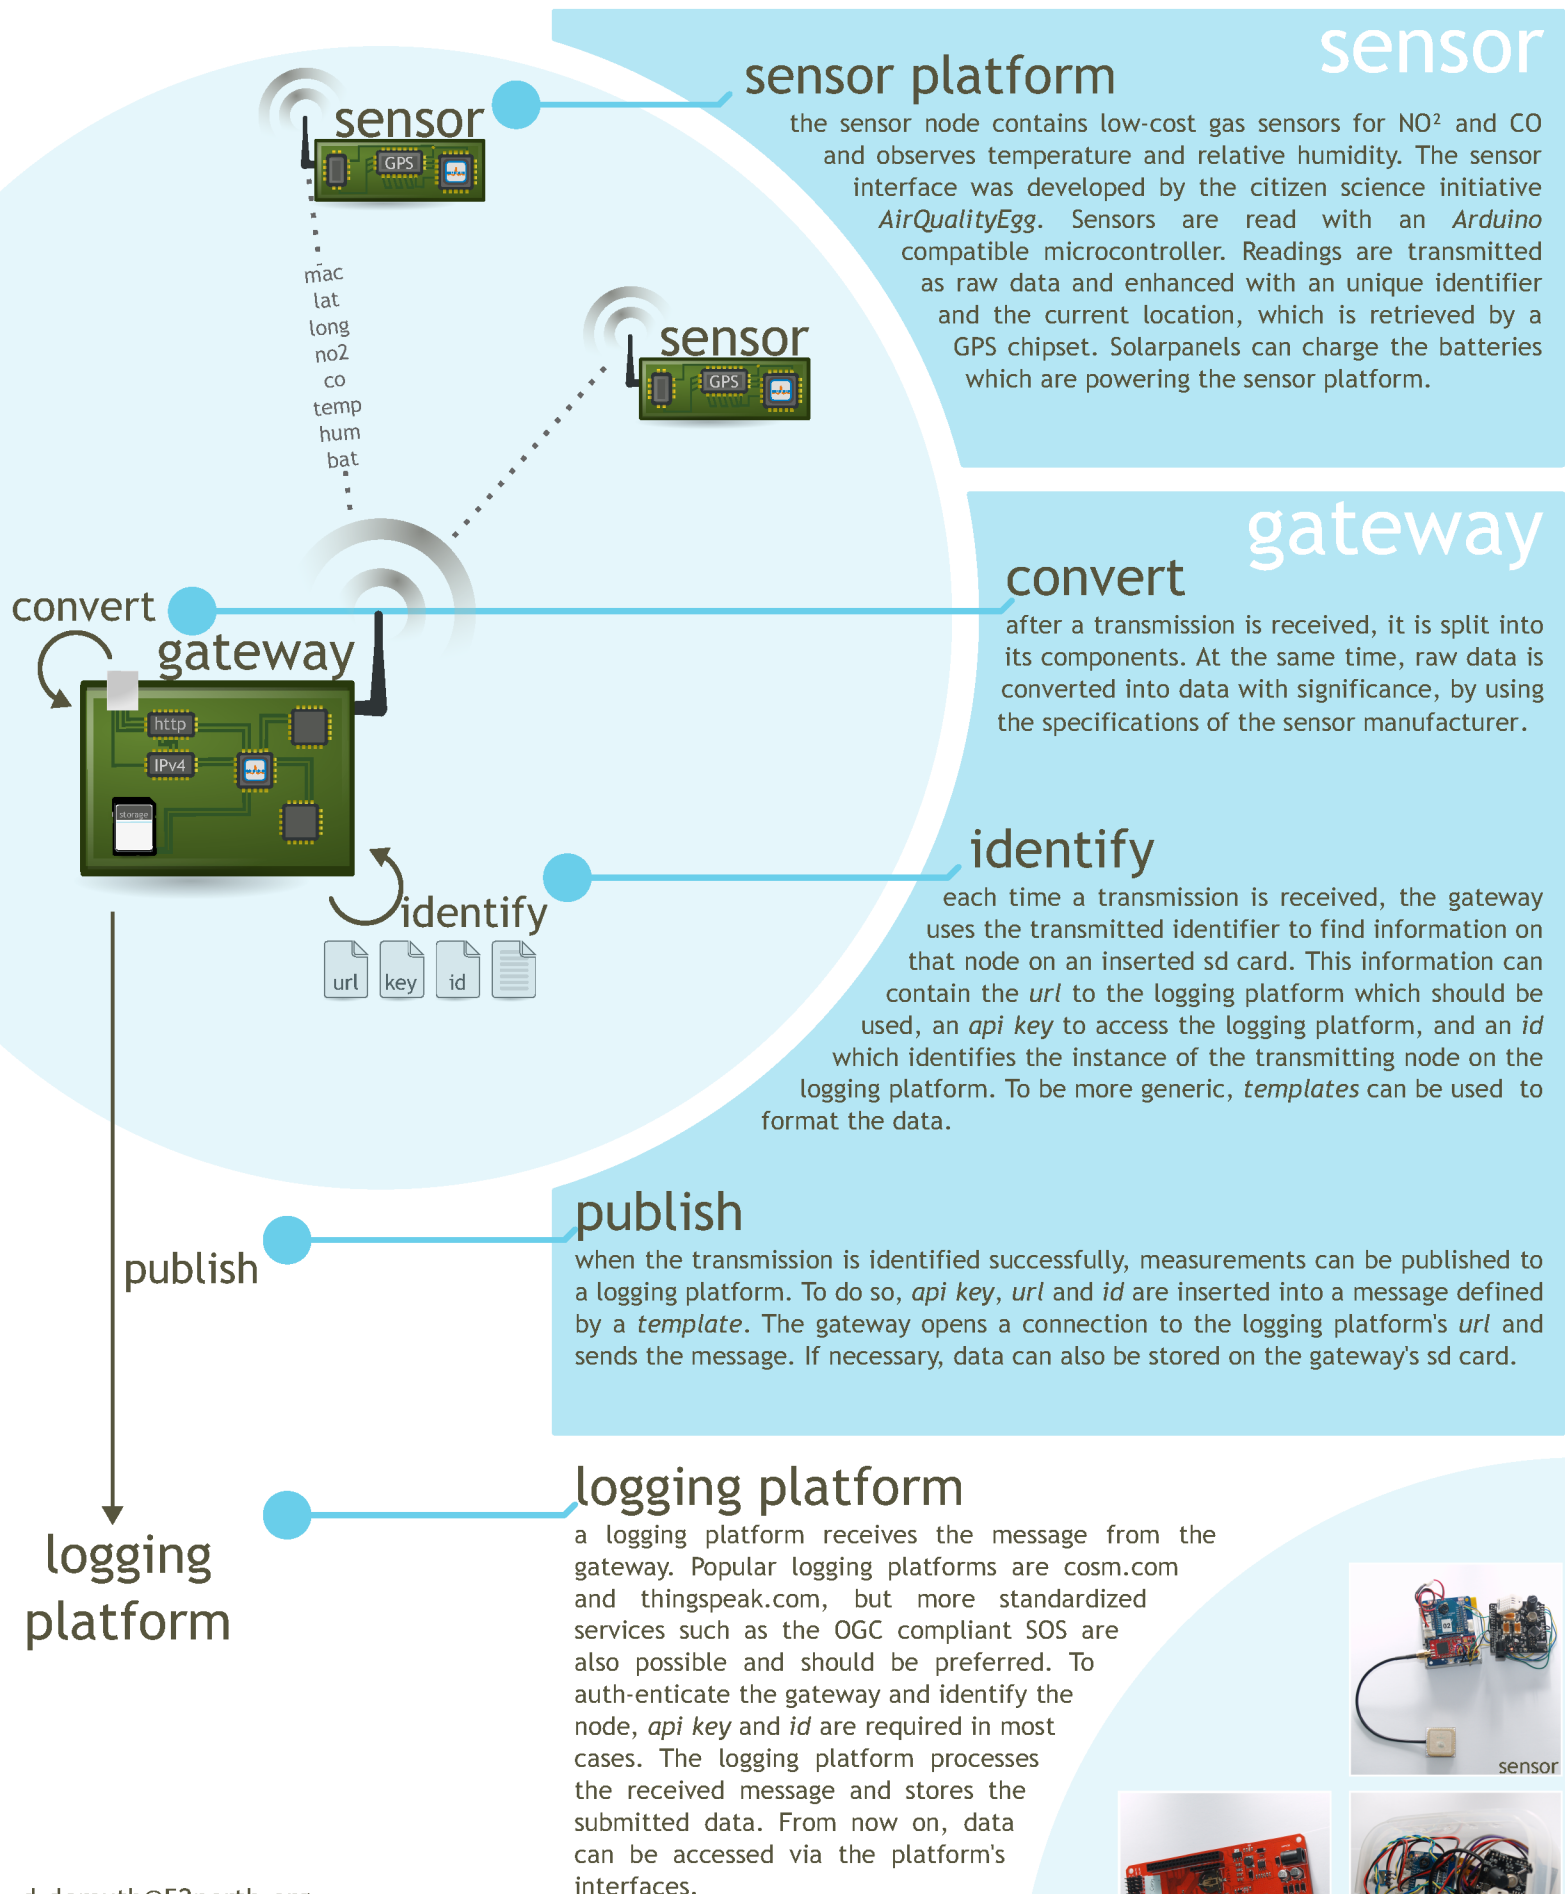 sensor
sensor platform
the sensor node contains low-cost gas sensors for NO² and CO
and observes temperature and relative humidity. The sensor
interface was developed by the citizen science initiative
AirQualityEgg. Sensors are read with an Arduino
compatible microcontroller. Readings are transmitted
as raw data and enhanced with an unique identifier
and the current location, which is retrieved by a
GPS chipset. Solarpanels can charge the batteries
which are powering the sensor platform.
sensor
GPS
mac
lat
long
no2
co
temp
hum
bat
sensor
GPS
gateway
convert
after a transmission is received, it is split into
its components. At the same time, raw data is
converted into data with significance, by using
the specifications of the sensor manufacturer.
convert
gateway
http
IPv4
storage
identify
url
key
id
identify
each time a transmission is received, the gateway
uses the transmitted identifier to find information on
that node on an inserted sd card. This information can
contain the url to the logging platform which should be
used, an api key to access the logging platform, and an id
which identifies the instance of the transmitting node on the
logging platform. To be more generic, templates can be used to
format the data.
publish
publish
when the transmission is identified successfully, measurements can be published to
a logging platform. To do so, api key, url and id are inserted into a message defined
by a template. The gateway opens a connection to the logging platform's url and
sends the message. If necessary, data can also be stored on the gateway's sd card.
logging
platform
logging platform
a logging platform receives the message from the
gateway. Popular logging platforms are cosm.com
and thingspeak.com, but more standardized
services such as the OGC compliant SOS are
also possible and should be preferred. To
auth-enticate the gateway and identify the
node, api key and id are required in most
cases. The logging platform processes
the received message and stores the
submitted data. From now on, data
can be accessed via the platform's
interfaces.
sensor